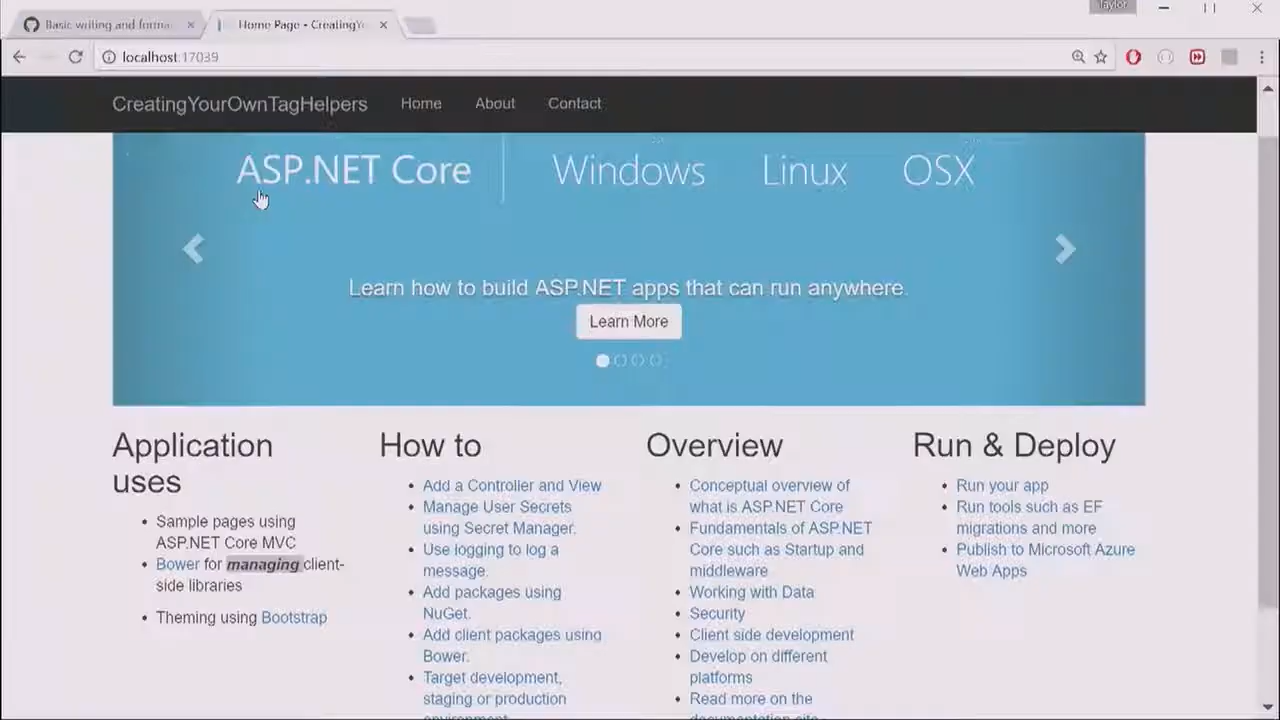 Taylor
Basic writing and forma
Home Page - CreatingY
localhost:17039
CreatingYourOwnTagHelpers Home About Contact
ASP.NET Core Windows Linux OSX
Learn how to build ASP.NET apps that can run anywhere.
Learn More
Application
uses
Sample pages using
ASP.NET Core MVC
Bower for managing client-
side libraries
Theming using Bootstrap
How to
Add a Controller and View
Manage User Secrets
using Secret Manager.
Use logging to log a
message.
Add packages using
NuGet.
Add client packages using
Bower.
Target development,
staging or production
environment.
Overview
Conceptual overview of
what is ASP.NET Core
Fundamentals of ASP.NET
Core such as Startup and
middleware
Working with Data
Security
Client side development
Develop on different
platforms
Read more on the
documentation site
Run & Deploy
Run your app
Run tools such as EF
migrations and more
Publish to Microsoft Azure
Web Apps